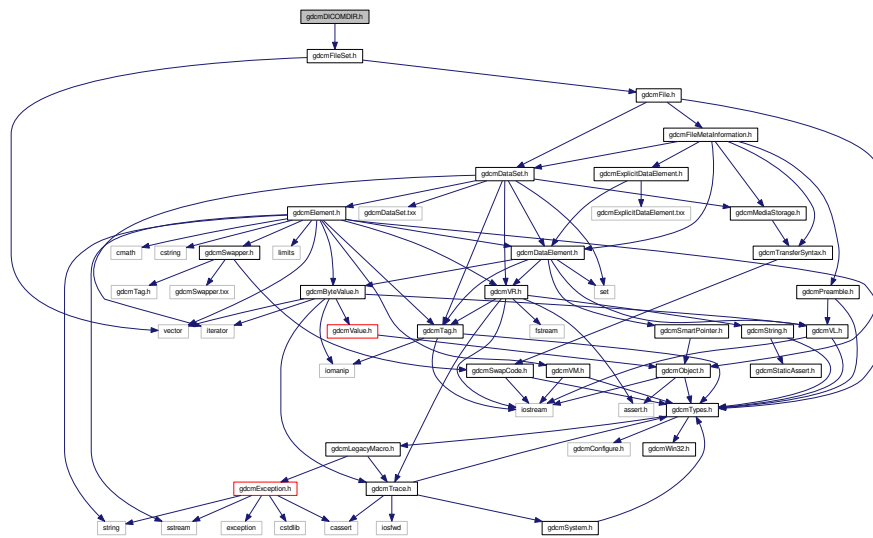 gdcmDICOMDIR.h
gdcmFileSet.h
gdcmFile.h
gdcmFileMetaInformation.h
gdcmDataSet.h
gdcmExplicitDataElement.h
gdcmElement.h
gdcmDataSet.txx
gdcmExplicitDataElement.txx
gdcmMediaStorage.h
cmath
cstring
gdcmSwapper.h
limits
gdcmDataElement.h
gdcmTransferSyntax.h
gdcmTag.h
gdcmSwapper.txx
gdcmByteValue.h
gdcmVR.h
set
gdcmPreamble.h
vector
iterator
gdcmValue.h
gdcmTag.h
fstream
gdcmSmartPointer.h
gdcmString.h
gdcmVL.h
iomanip
gdcmSwapCode.h
gdcmVM.h
gdcmObject.h
gdcmStaticAssert.h
iostream
assert.h
gdcmTypes.h
gdcmLegacyMacro.h
gdcmConfigure.h
gdcmWin32.h
gdcmException.h
gdcmTrace.h
string
sstream
exception
cstdlib
cassert
iosfwd
gdcmSystem.h